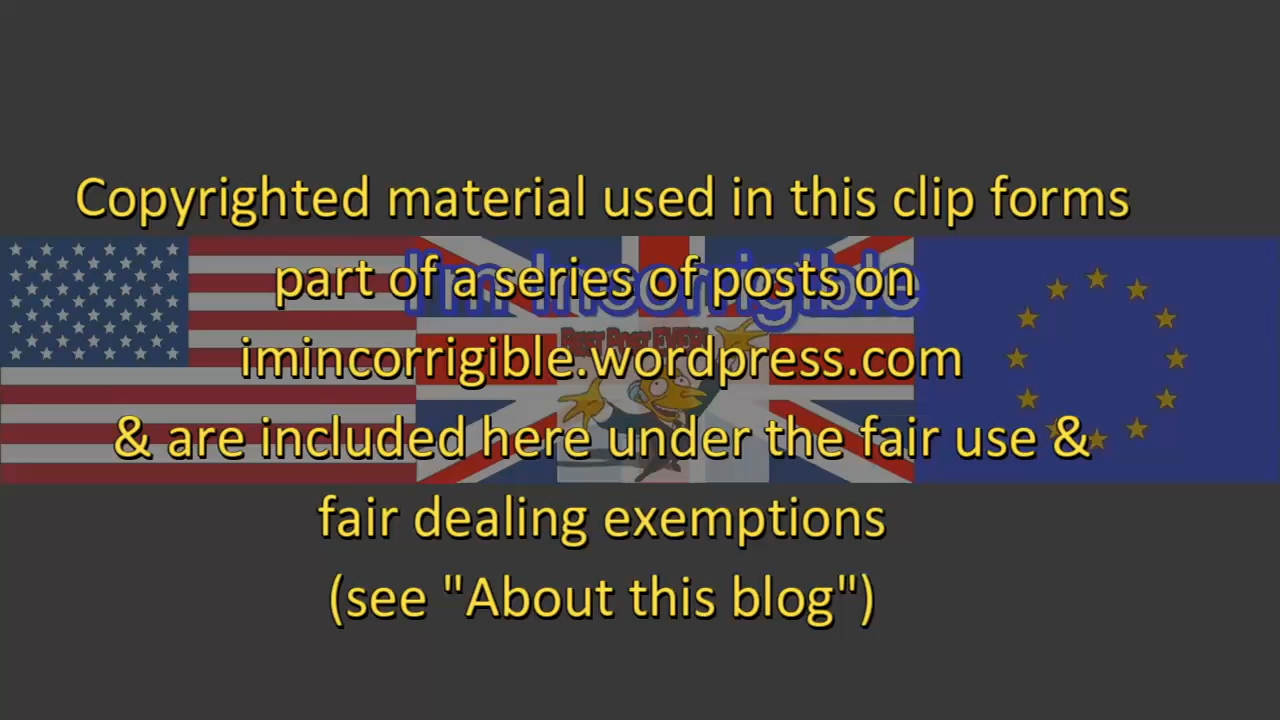 Copyrighted material used in this clip forms
part of a series of posts on
I'm Incorrigible
imincorrigible.wordpress.com
& are included here under the fair use &
fair dealing exemptions
(see "About this blog")